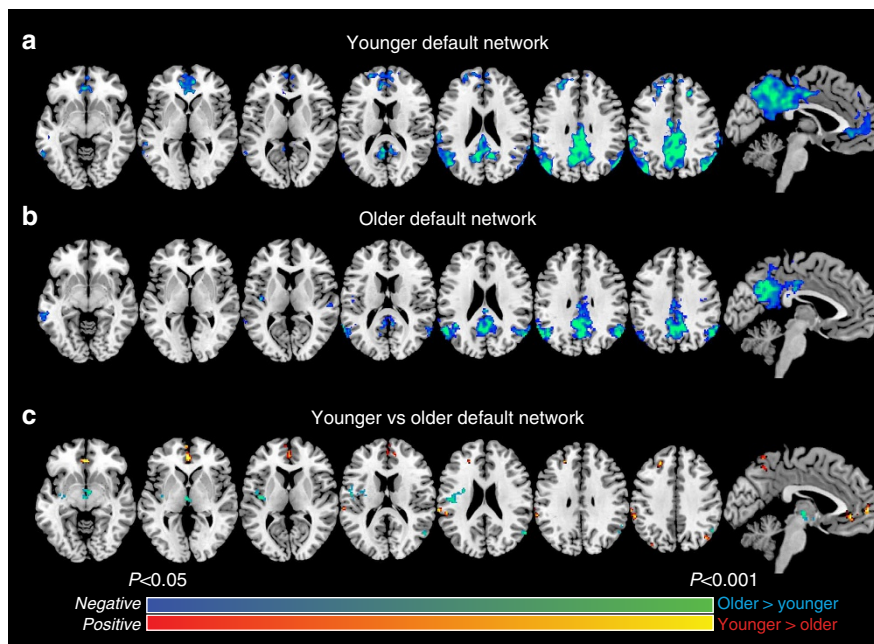 a
Younger default network
b
Older default network
c
Younger vs older default network
P<0.05 P<0.001
Negative Older > younger
Positive Younger > older